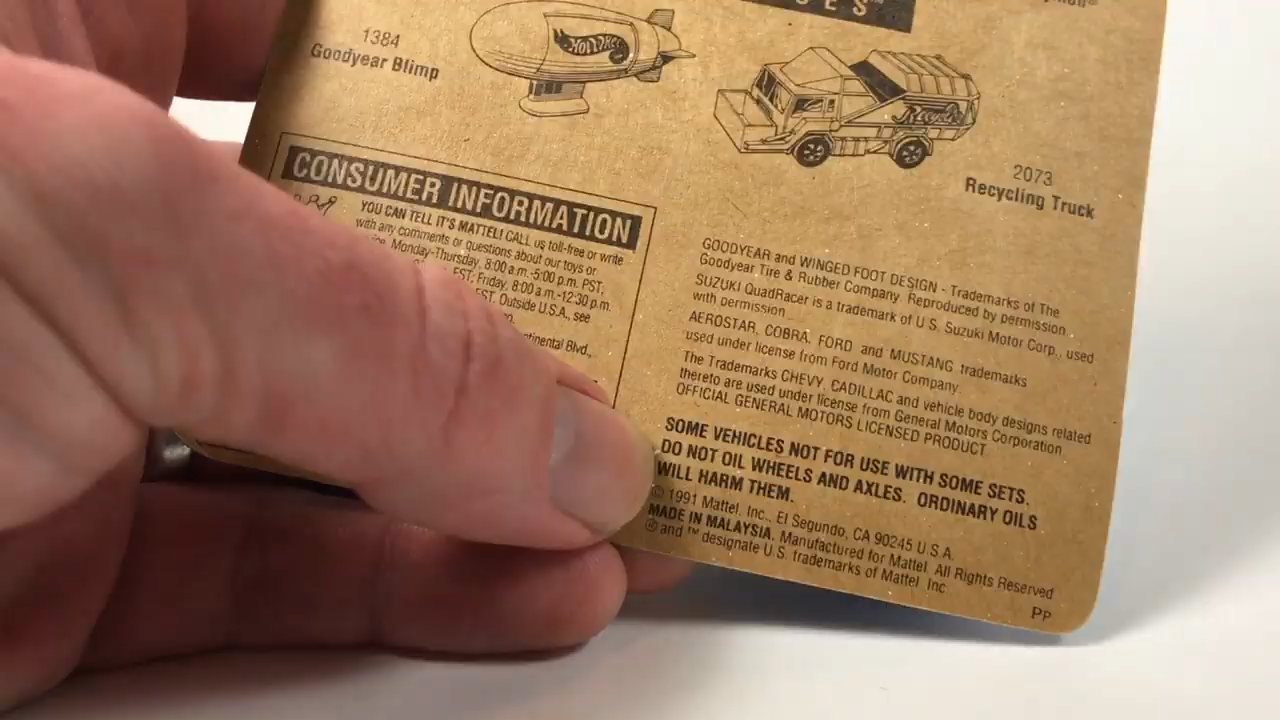 1384
Goodyear Blimp
HOT
2073
Recycling Truck
CONSUMER INFORMATION
YOU CAN TELL IT'S MATTEL! CALL us toll-free or write
with any comments or questions about our toys or
Monday-Thursday, 8:00 a.m.-5:00 p.m. PST,
EST; Friday, 8:00 a.m.-12:30 p.m.
EST. Outside U.S.A., see
Blvd.,
GOODYEAR and WINGED FOOT DESIGN - Trademarks of The
Goodyear Tire & Rubber Company. Reproduced by permission.
SUZUKI QuadRacer is a trademark of U.S. Suzuki Motor Corp., used
with permission.
AEROSTAR, COBRA, FORD and MUSTANG trademarks
used under license from Ford Motor Company.
The Trademarks CHEVY, CADILLAC and vehicle body designs related
thereto are used under license from General Motors Corporation.
OFFICIAL GENERAL MOTORS LICENSED PRODUCT
SOME VEHICLES NOT FOR USE WITH SOME SETS.
DO NOT OIL WHEELS AND AXLES. ORDINARY OILS
WILL HARM THEM.
© 1991 Mattel. Inc., El Segundo, CA 90245 U.S.A.
MADE IN MALAYSIA. Manufactured for Mattel. All Rights Reserved
® and ™ designate U.S. trademarks of Mattel. Inc.
PP